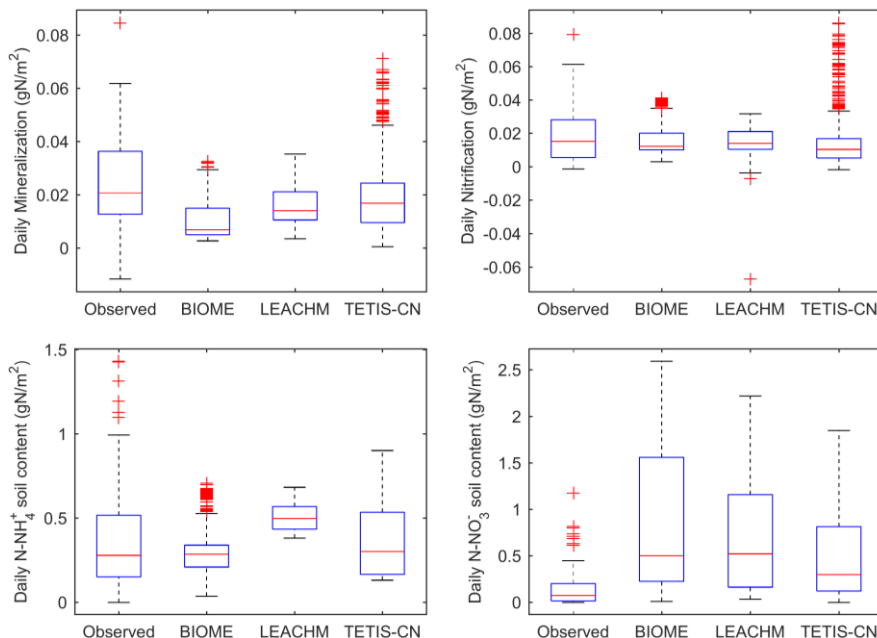 Daily Mineralization (gN/m²)
0.08
0.06
0.04
0.02
0
Observed BIOME LEACHM TETIS-CN
Daily Nitrification (gN/m²)
0.08
0.06
0.04
0.02
0
-0.02
-0.04
-0.06
Observed BIOME LEACHM TETIS-CN
Daily N-NH₄⁺ soil content (gN/m²)
1.5
1
0.5
0
Observed BIOME LEACHM TETIS-CN
Daily N-NO₃⁻ soil content (gN/m²)
2.5
2
1.5
1
0.5
0
Observed BIOME LEACHM TETIS-CN